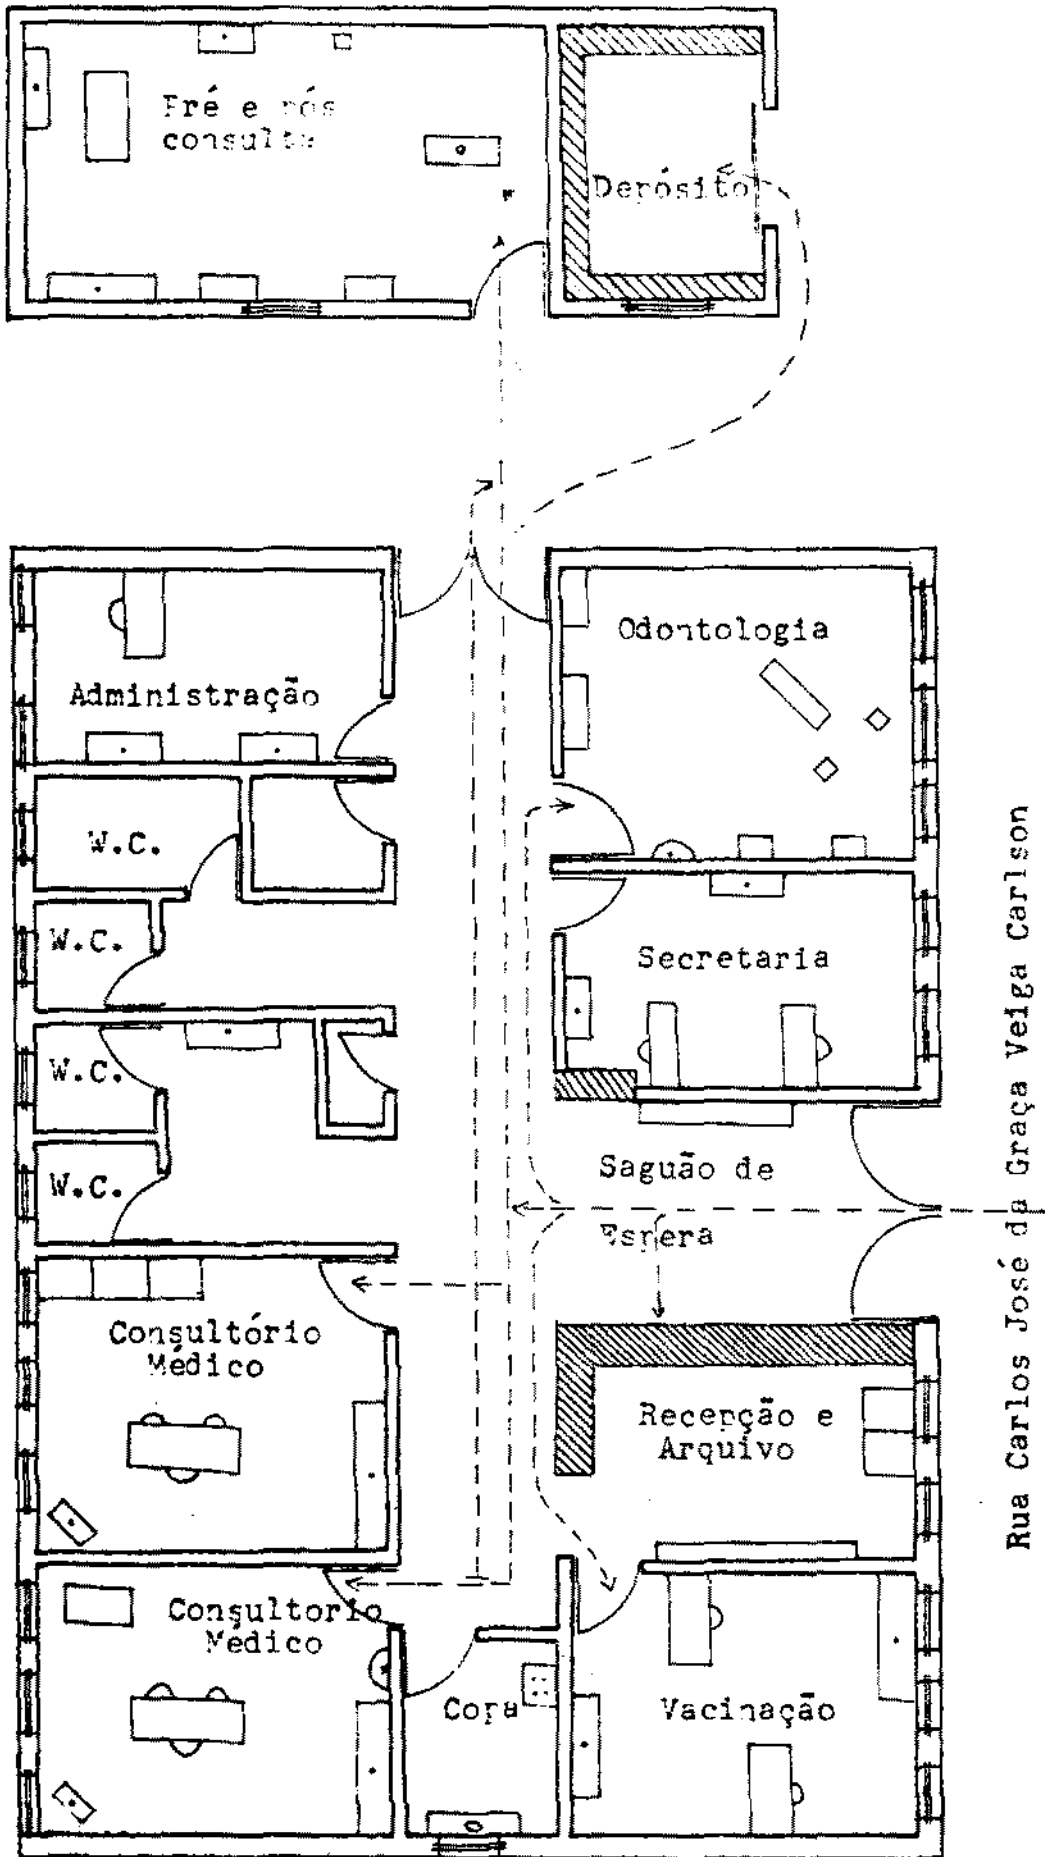 Pré e pós
consulta
Depósito
Odontologia
Administração
W.C.
W.C.
Secretaria
W.C.
W.C.
Saguão de
Espera
Consultório
Médico
Recepção e
Arquivo
Consultorio
Médico
Copa
Vacinação
Rua Carlos José da Graça Veiga Carlson